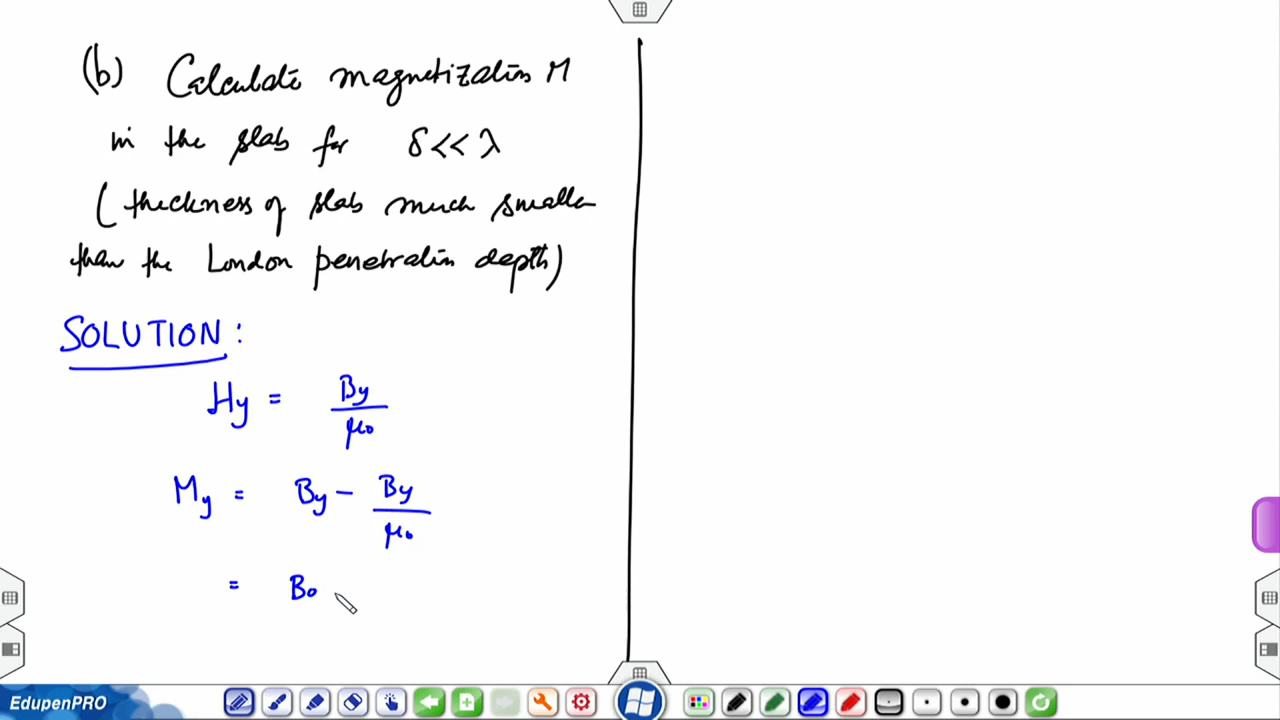 (b) Calculate magnetization M
in the slab for δ<<λ
(thickness of slab much smaller
than the London penetration depth)
SOLUTION:
Hy = By/μ₀
My = By - By/μ₀
= B₀
EdupenPRO